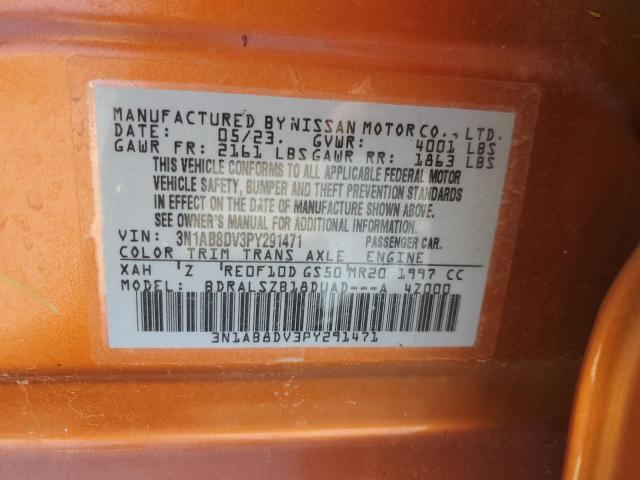 MANUFACTURED BY NISSAN MOTOR CO., LTD.
DATE: 05/23. GVWR: 4001 LBS
GAWR FR: 2161 LBS GAWR RR: 1863 LBS
THIS VEHICLE CONFORMS TO ALL APPLICABLE FEDERAL MOTOR
VEHICLE SAFETY, BUMPER AND THEFT PREVENTION STANDARDS
IN EFFECT ON THE DATE OF MANUFACTURE SHOWN ABOVE.
SEE OWNER'S MANUAL FOR ADDITIONAL INFORMATION.
VIN: 3N1AB8DV3PY291471 PASSENGER CAR.
COLOR TRIM TRANS AXLE ENGINE
XAH 'Z RE0F10D GS50 MR20 1997 CC
MODEL: BDRALSZB18DUAD---A 4Z000
3N1AB8DV3PY291471